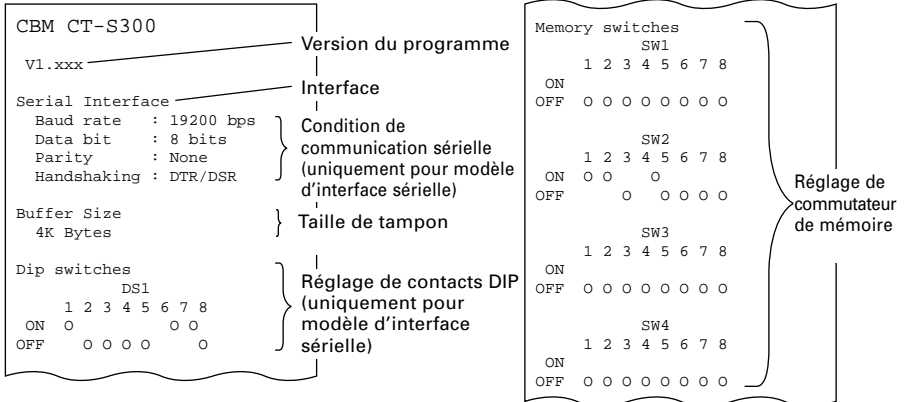 CBM CT-S300
V1.xxx
Version du programme
Serial Interface
Interface
Baud rate : 19200 bps
Data bit : 8 bits
Parity : None
Handshaking : DTR/DSR
Condition de
communication sérielle
(uniquement pour modèle
d'interface sérielle)
Buffer Size
4K Bytes
Taille de tampon
Dip switches
DS1
1 2 3 4 5 6 7 8
ON O O O
OFF O O O O O
Réglage de contacts DIP
(uniquement pour
modèle d'interface
sérielle)
Memory switches
SW1
1 2 3 4 5 6 7 8
ON
OFF O O O O O O O O
SW2
1 2 3 4 5 6 7 8
ON O O O
OFF O O O O O
SW3
1 2 3 4 5 6 7 8
ON
OFF O O O O O O O O
SW4
1 2 3 4 5 6 7 8
ON
OFF O O O O O O O O
Réglage de
commutateur
de mémoire